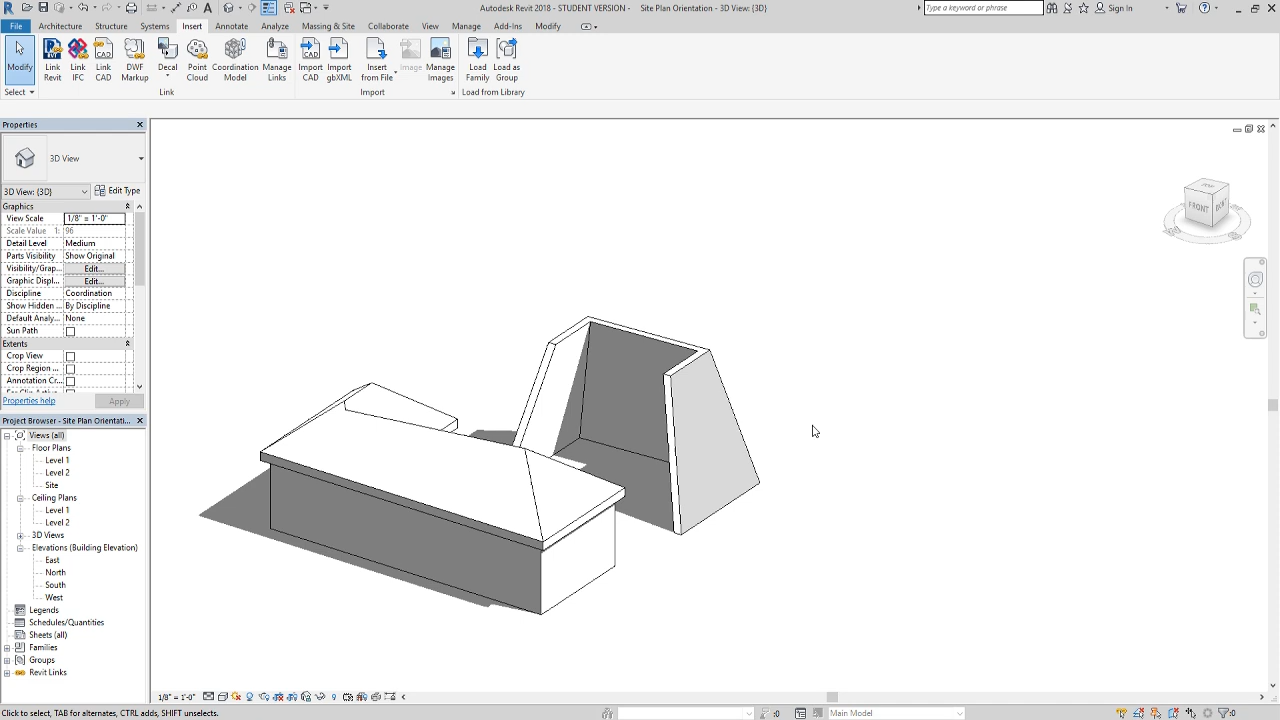 Autodesk Revit 2018 - STUDENT VERSION - Site Plan Orientation - 3D View: {3D}
Type a keyword or phrase
Sign In
File Architecture Structure Systems Insert Annotate Analyze Massing & Site Collaborate View Manage Add-Ins Modify
Modify
Link Revit
Link IFC
Link CAD
DWF Markup
Decal
Point Cloud
Coordination Model
Manage Links
Import CAD
Import gbXML
Insert from File
Image
Manage Images
Load Family
Load as Group
Select Link Import Load from Library
Properties
3D View
3D View: {3D} Edit Type
Graphics
View Scale 1/8" = 1'-0"
Scale Value 1: 96
Detail Level Medium
Parts Visibility Show Original
Visibility/Grap... Edit...
Graphic Displ... Edit...
Discipline Coordination
Show Hidden ... By Discipline
Default Analy... None
Sun Path
Extents
Crop View
Crop Region ...
Annotation Cr...
Properties help Apply
Project Browser - Site Plan Orientati...
Views (all)
Floor Plans
Level 1
Level 2
Site
Ceiling Plans
Level 1
Level 2
3D Views
Elevations (Building Elevation)
East
North
South
West
Legends
Schedules/Quantities
Sheets (all)
Families
Groups
Revit Links
TOP
FRONT
1/8" = 1'-0"
Click to select, TAB for alternates, CTRL adds, SHIFT unselects.
:0
Main Model
:0